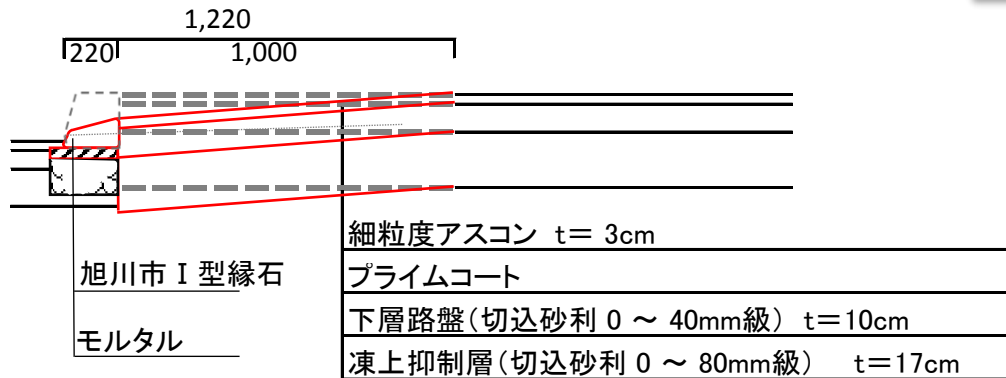 1,220
220 1,000
細粒度アスコン t= 3cm
プライムコート
下層路盤(切込砂利 0 ～ 40mm級) t=10cm
凍上抑制層(切込砂利 0 ～ 80mm級) t=17cm
旭川市Ⅰ型縁石
モルタル